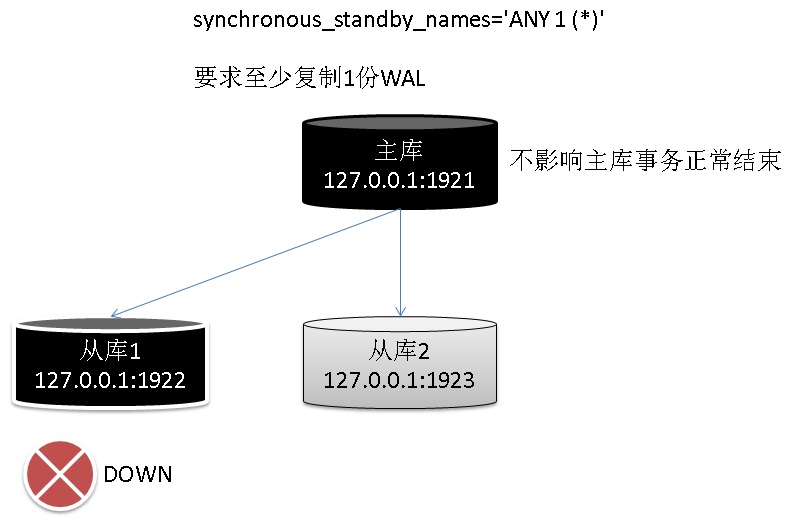 synchronous_standby_names='ANY 1 (*)'
要求至少复制1份WAL
主库
127.0.0.1:1921
不影响主库事务正常结束
从库1
127.0.0.1:1922
从库2
127.0.0.1:1923
DOWN